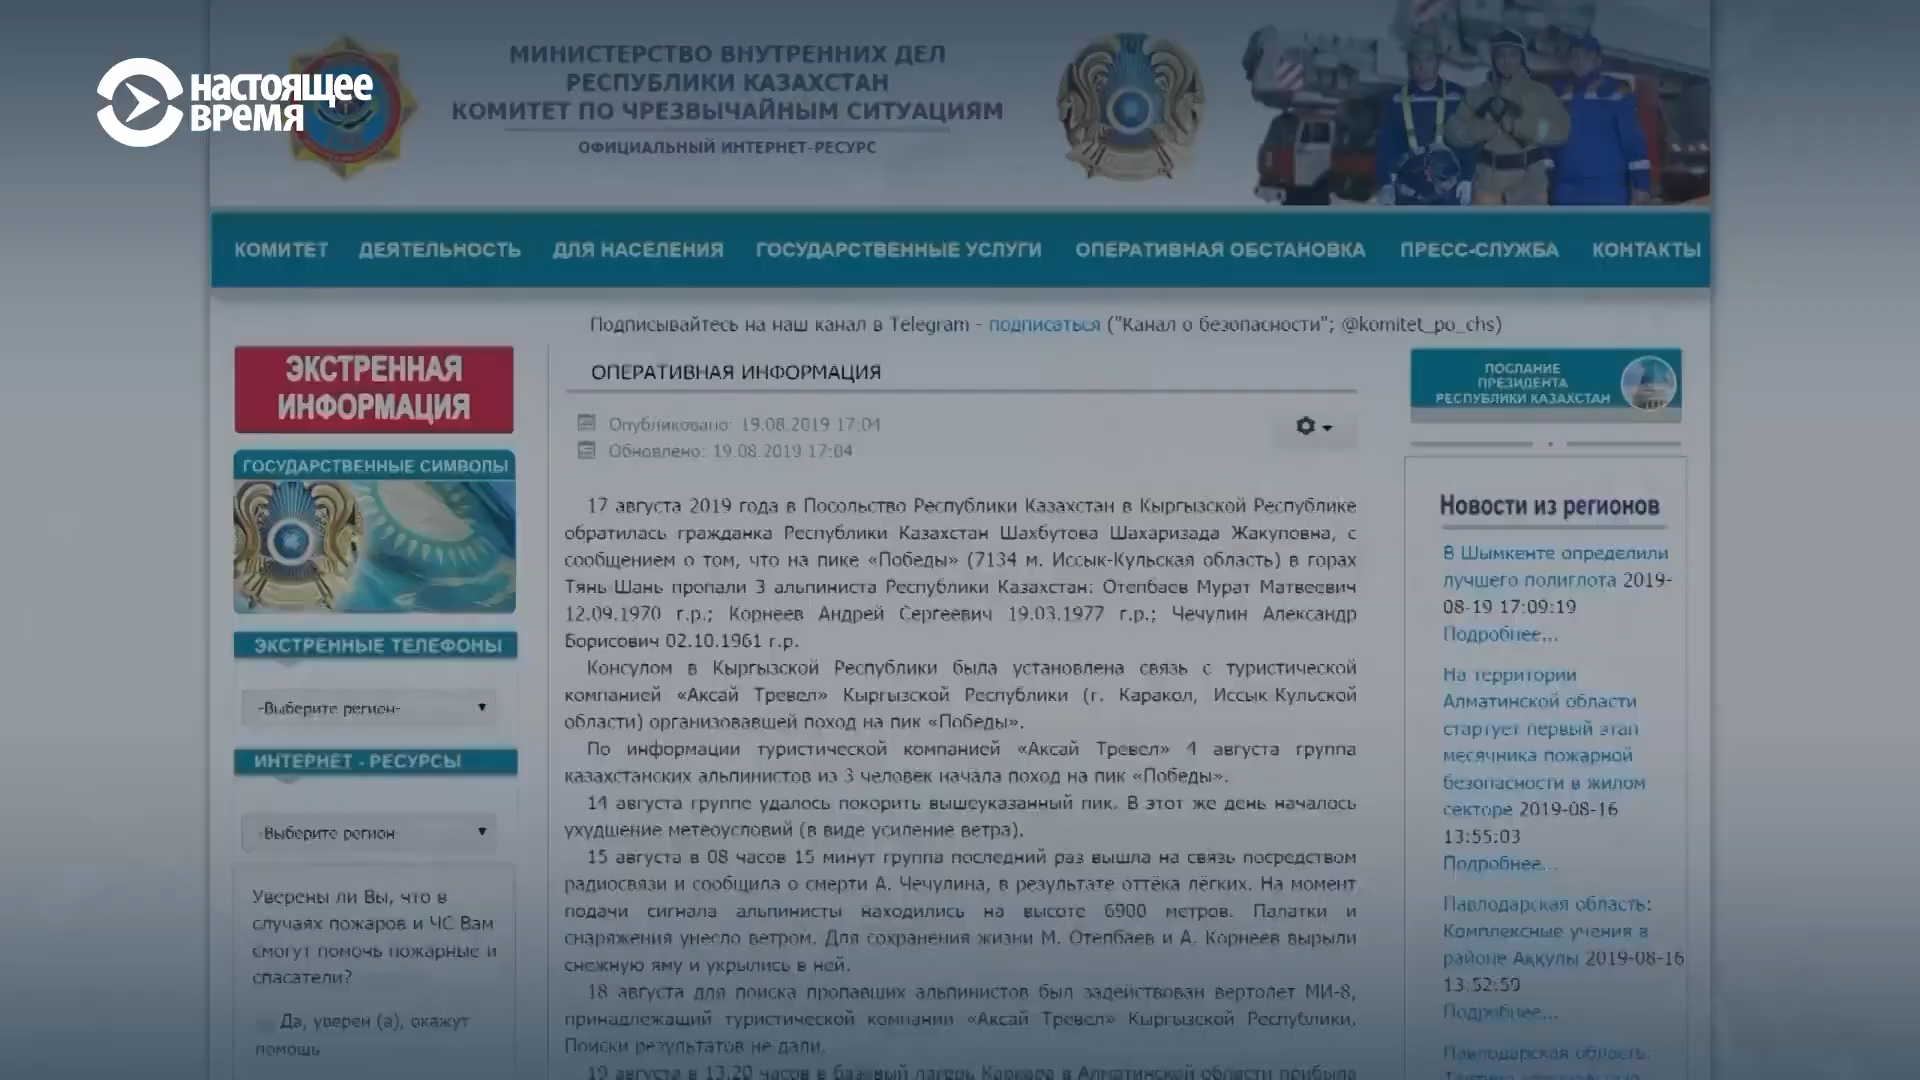 НАСТОЯЩЕЕ
ВРЕМЯ
МИНИСТЕРСТВО ВНУТРЕННИХ ДЕЛ
РЕСПУБЛИКИ КАЗАХСТАН
КОМИТЕТ ПО ЧРЕЗВЫЧАЙНЫМ СИТУАЦИЯМ
ОФИЦИАЛЬНЫЙ ИНТЕРНЕТ-РЕСУРС
КОМИТЕТ ДЕЯТЕЛЬНОСТЬ ДЛЯ НАСЕЛЕНИЯ ГОСУДАРСТВЕННЫЕ УСЛУГИ ОПЕРАТИВНАЯ ОБСТАНОВКА ПРЕСС-СЛУЖБА КОНТАКТЫ
Подписывайтесь на наш канал в Telegram - подписаться ("Канал о безопасности"; @komitet_po_chs)
ЭКСТРЕННАЯ
ИНФОРМАЦИЯ
ГОСУДАРСТВЕННЫЕ СИМВОЛЫ
ЭКСТРЕННЫЕ ТЕЛЕФОНЫ
-Выберите регион-
ИНТЕРНЕТ - РЕСУРСЫ
-Выберите регион-
Уверены ли Вы, что в
случаях пожаров и ЧС Вам
смогут помочь пожарные и
спасатели?
Да, уверен (а), окажут
помощь
ОПЕРАТИВНАЯ ИНФОРМАЦИЯ
Опубликовано: 19.08.2019 17:04
Обновлено: 19.08.2019 17:04
17 августа 2019 года в Посольство Республики Казахстан в Кыргызской Республике
обратилась гражданка Республики Казахстан Шахбутова Шахаризада Жакуповна, с
сообщением о том, что на пике «Победы» (7134 м. Иссык-Кульская область) в горах
Тянь-Шань пропали 3 альпиниста Республики Казахстан: Отепбаев Мурат Матвеевич
12.09.1970 г.р.; Корнеев Андрей Сергеевич 19.03.1977 г.р.; Чечулин Александр
Борисович 02.10.1961 г.р.
Консулом в Кыргызской Республики была установлена связь с туристической
компанией «Аксай Тревел» Кыргызской Республики (г. Каракол, Иссык-Кульской
области) организовавшей поход на пик «Победы».
По информации туристической компанией «Аксай Тревел» 4 августа группа
казахстанских альпинистов из 3 человек начала поход на пик «Победы».
14 августа группе удалось покорить вышеуказанный пик. В этот же день началось
ухудшение метеоусловий (в виде усиление ветра).
15 августа в 08 часов 15 минут группа последний раз вышла на связь посредством
радиосвязи и сообщила о смерти А. Чечулина, в результате оттёка лёгких. На момент
подачи сигнала альпинисты находились на высоте 6900 метров. Палатки и
снаряжения унесло ветром. Для сохранения жизни М. Отепбаев и А. Корнеев вырыли
снежную яму и укрылись в ней.
18 августа для поиска пропавших альпинистов был задействован вертолет МИ-8,
принадлежащий туристической компании «Аксай Тревел» Кыргызской Республики.
Поиски результатов не дали.
19 августа в 13.20 часов в базовый лагерь Каркара в Алматинской области прибыла
ПОСЛАНИЕ
ПРЕЗИДЕНТА
РЕСПУБЛИКИ КАЗАХСТАН
Новости из регионов
В Шымкенте определили
лучшего полиглота 2019-
08-19 17:09:19
Подробнее...
На территории
Алматинской области
стартует первый этап
месячника пожарной
безопасности в жилом
секторе 2019-08-16
13:55:03
Подробнее...
Павлодарская область:
Комплексные учения в
районе Аққулы 2019-08-16
13:52:59
Подробнее...
Павлодарская область: